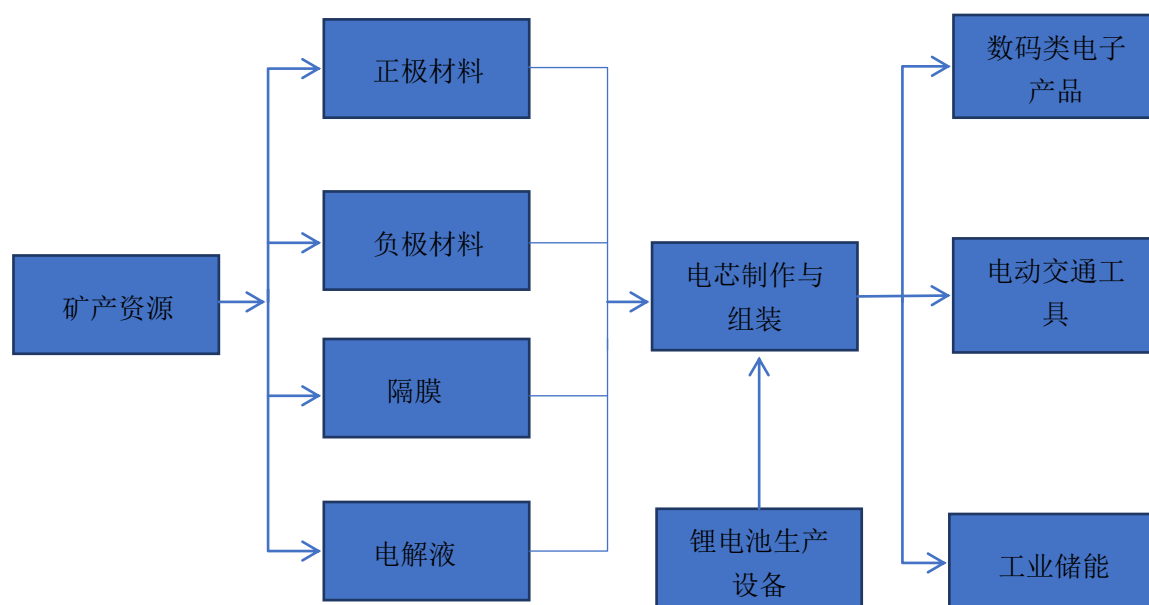 正极材料
负极材料
矿产资源
隔膜
电解液
电芯制作与
组装
锂电池生产
设备
数码类电子
产品
电动交通工
具
工业储能